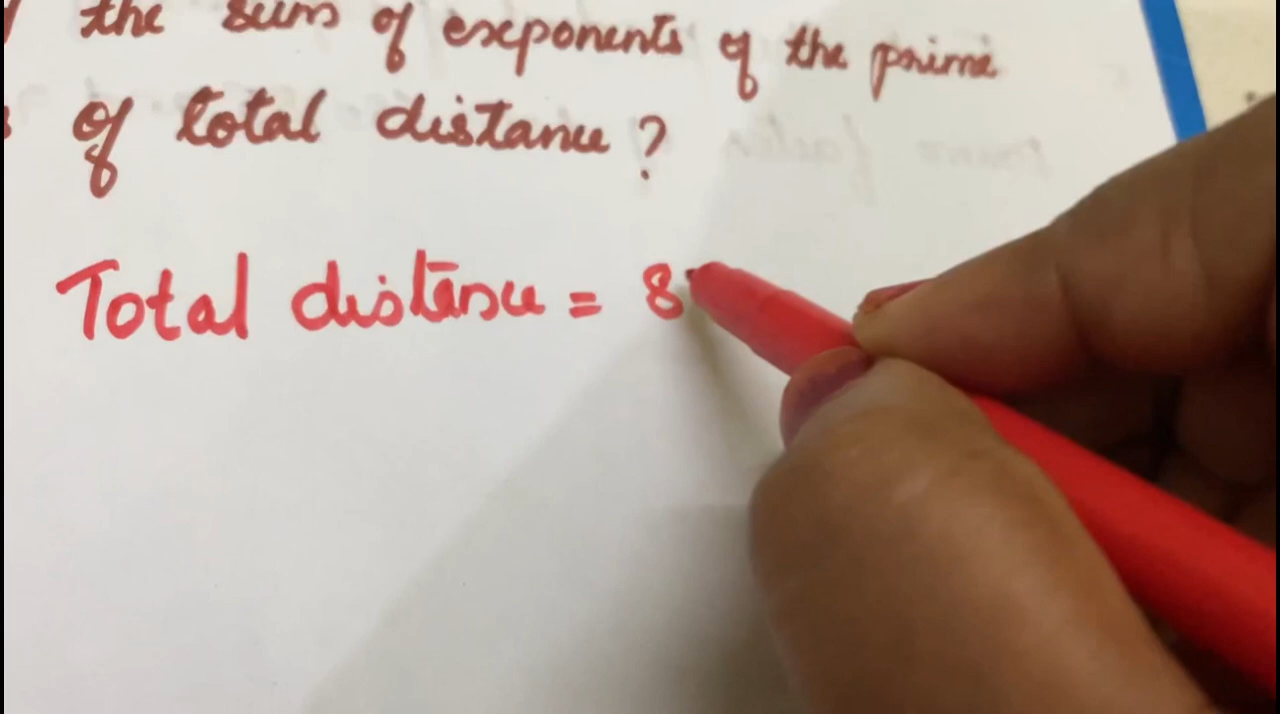 the sum of exponents of the prime
of total distance ?
Total distance = 8